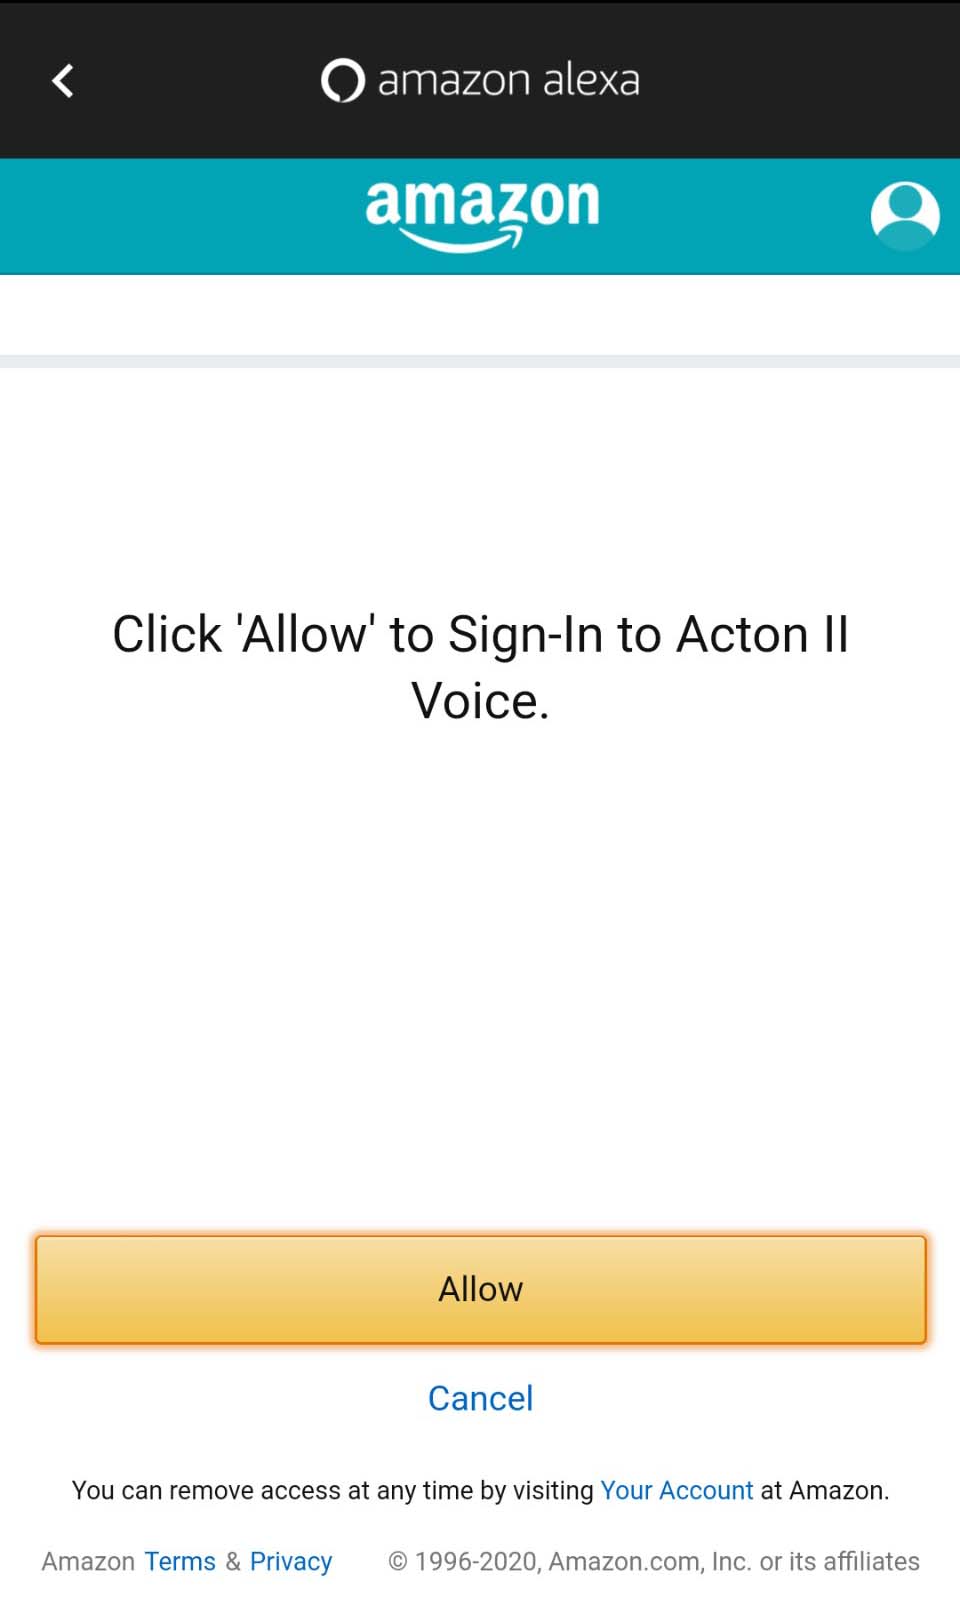 amazon alexa
amazon
Click 'Allow' to Sign-In to Acton II
Voice.
Allow
Cancel
You can remove access at any time by visiting Your Account at Amazon.
Amazon Terms & Privacy © 1996-2020, Amazon.com, Inc. or its affiliates